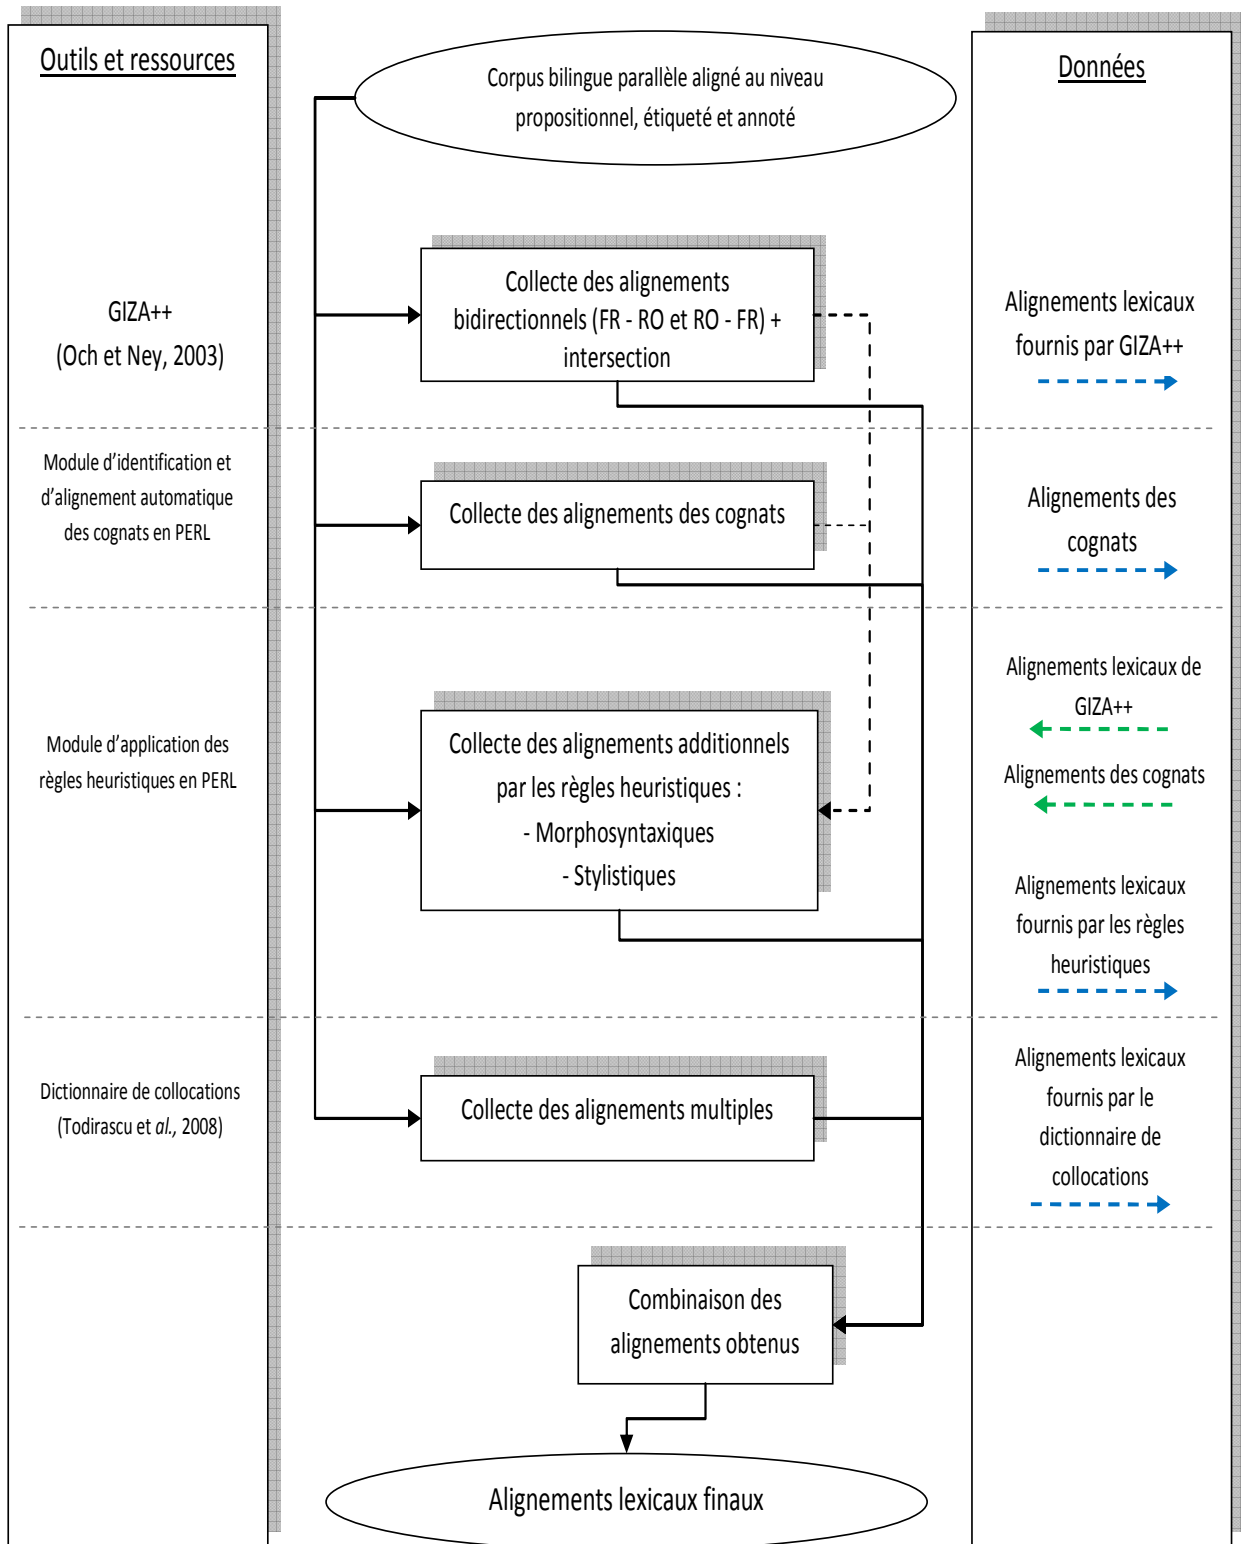 Outils et ressources
GIZA++
(Och et Ney, 2003)
Module d’identification et
d’alignement automatique
des cognats en PERL
Module d’application des
règles heuristiques en PERL
Dictionnaire de collocations
(Todirascu et al., 2008)
Corpus bilingue parallèle aligné au niveau
propositionnel, étiqueté et annoté
Collecte des alignements
bidirectionnels (FR - RO et RO - FR) +
intersection
Collecte des alignements des cognats
Collecte des alignements additionnels
par les règles heuristiques :
- Morphosyntaxiques
- Stylistiques
Collecte des alignements multiples
Combinaison des
alignements obtenus
Alignements lexicaux finaux
Données
Alignements lexicaux
fournis par GIZA++
Alignements des
cognats
Alignements lexicaux de
GIZA++
Alignements des cognats
Alignements lexicaux
fournis par les règles
heuristiques
Alignements lexicaux
fournis par le
dictionnaire de
collocations